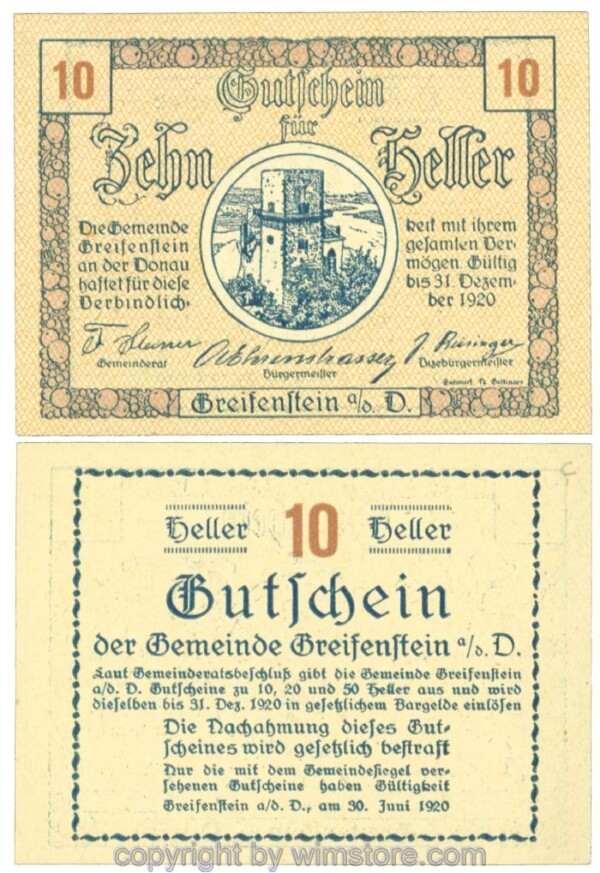 10
10
Gutschein
für
Zehn Heller
Die Gemeinde
Greifenstein
an der Donau
haftet für diese
Verbindlich-
keit mit ihrem
gesamten Ver-
mögen. Gültig
bis 31. Dezem-
ber 1920
Gemeinderat
Bürgermeister
Vizebürgermeister
Entwurf
Greifenstein a/d. D.
C
Heller 10 Heller
Gutschein
der Gemeinde Greifenstein a/d. D.
Laut Gemeinderatsbeschluß gibt die Gemeinde Greifenstein
a/d. D. Gutscheine zu 10, 20 und 50 Heller aus und wird
dieselben bis 31. Dez. 1920 in gesetzlichem Bargelde einlösen
Die Nachahmung dieses Gut-
scheines wird gesetzlich bestraft
Nur die mit dem Gemeindesiegel ver-
sehenen Gutscheine haben Gültigkeit
Greifenstein a/d. D., am 30. Juni 1920
copyright by wimstore.com